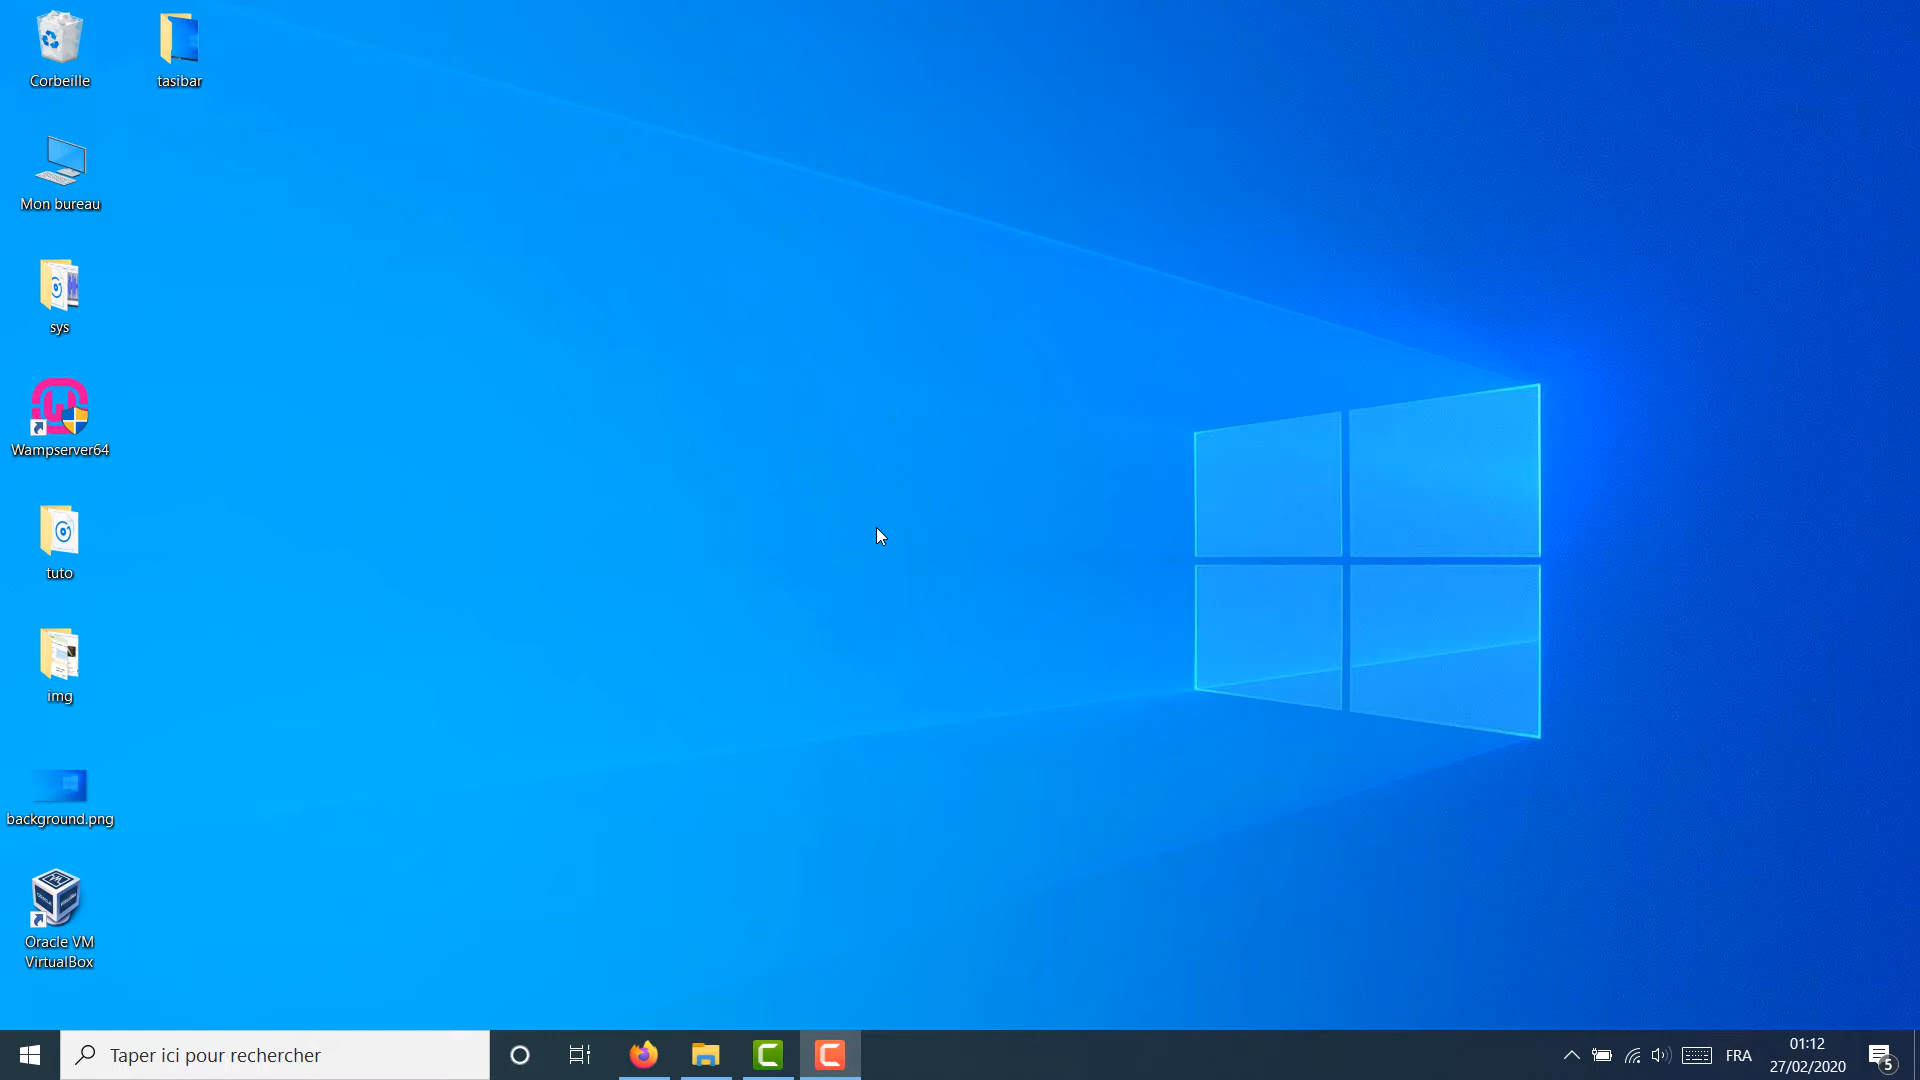 Corbeille
tasibar
Mon bureau
sys
Wampserver64
tuto
img
background.png
Oracle VM
VirtualBox
Taper ici pour rechercher
FRA
01:12
27/02/2020
5